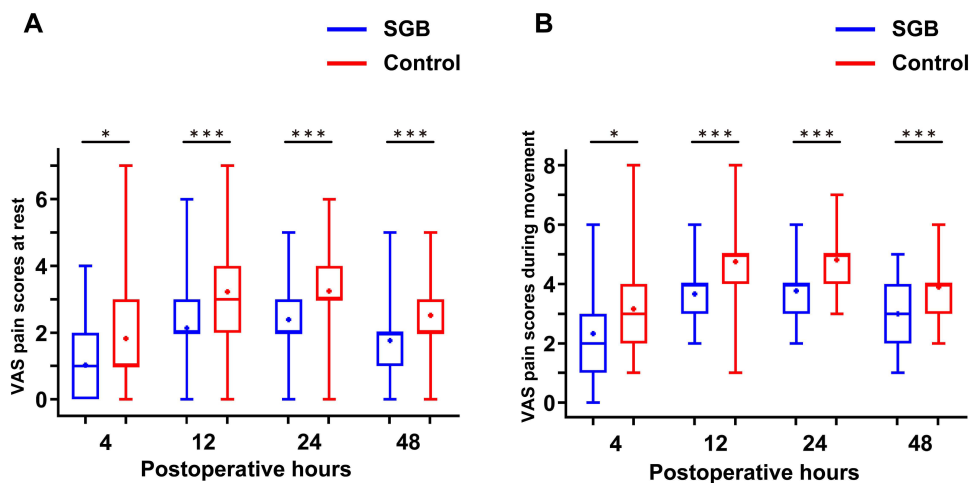 A
SGB
Control
* *** *** ***
VAS pain scores at rest
6
4
2
0
4 12 24 48
Postoperative hours
B
SGB
Control
* *** *** ***
VAS pain scores during movement
8
6
4
2
0
4 12 24 48
Postoperative hours